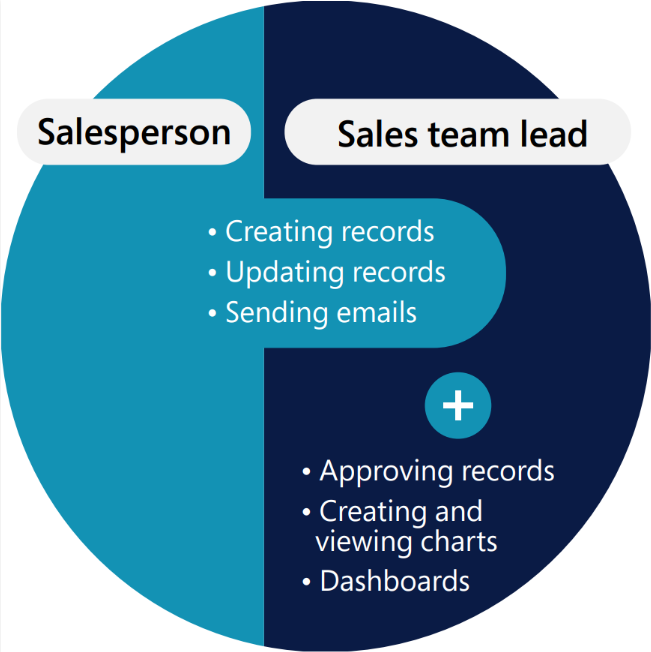 Salesperson
Sales team lead
• Creating records
• Updating records
• Sending emails
+
• Approving records
• Creating and
viewing charts
• Dashboards